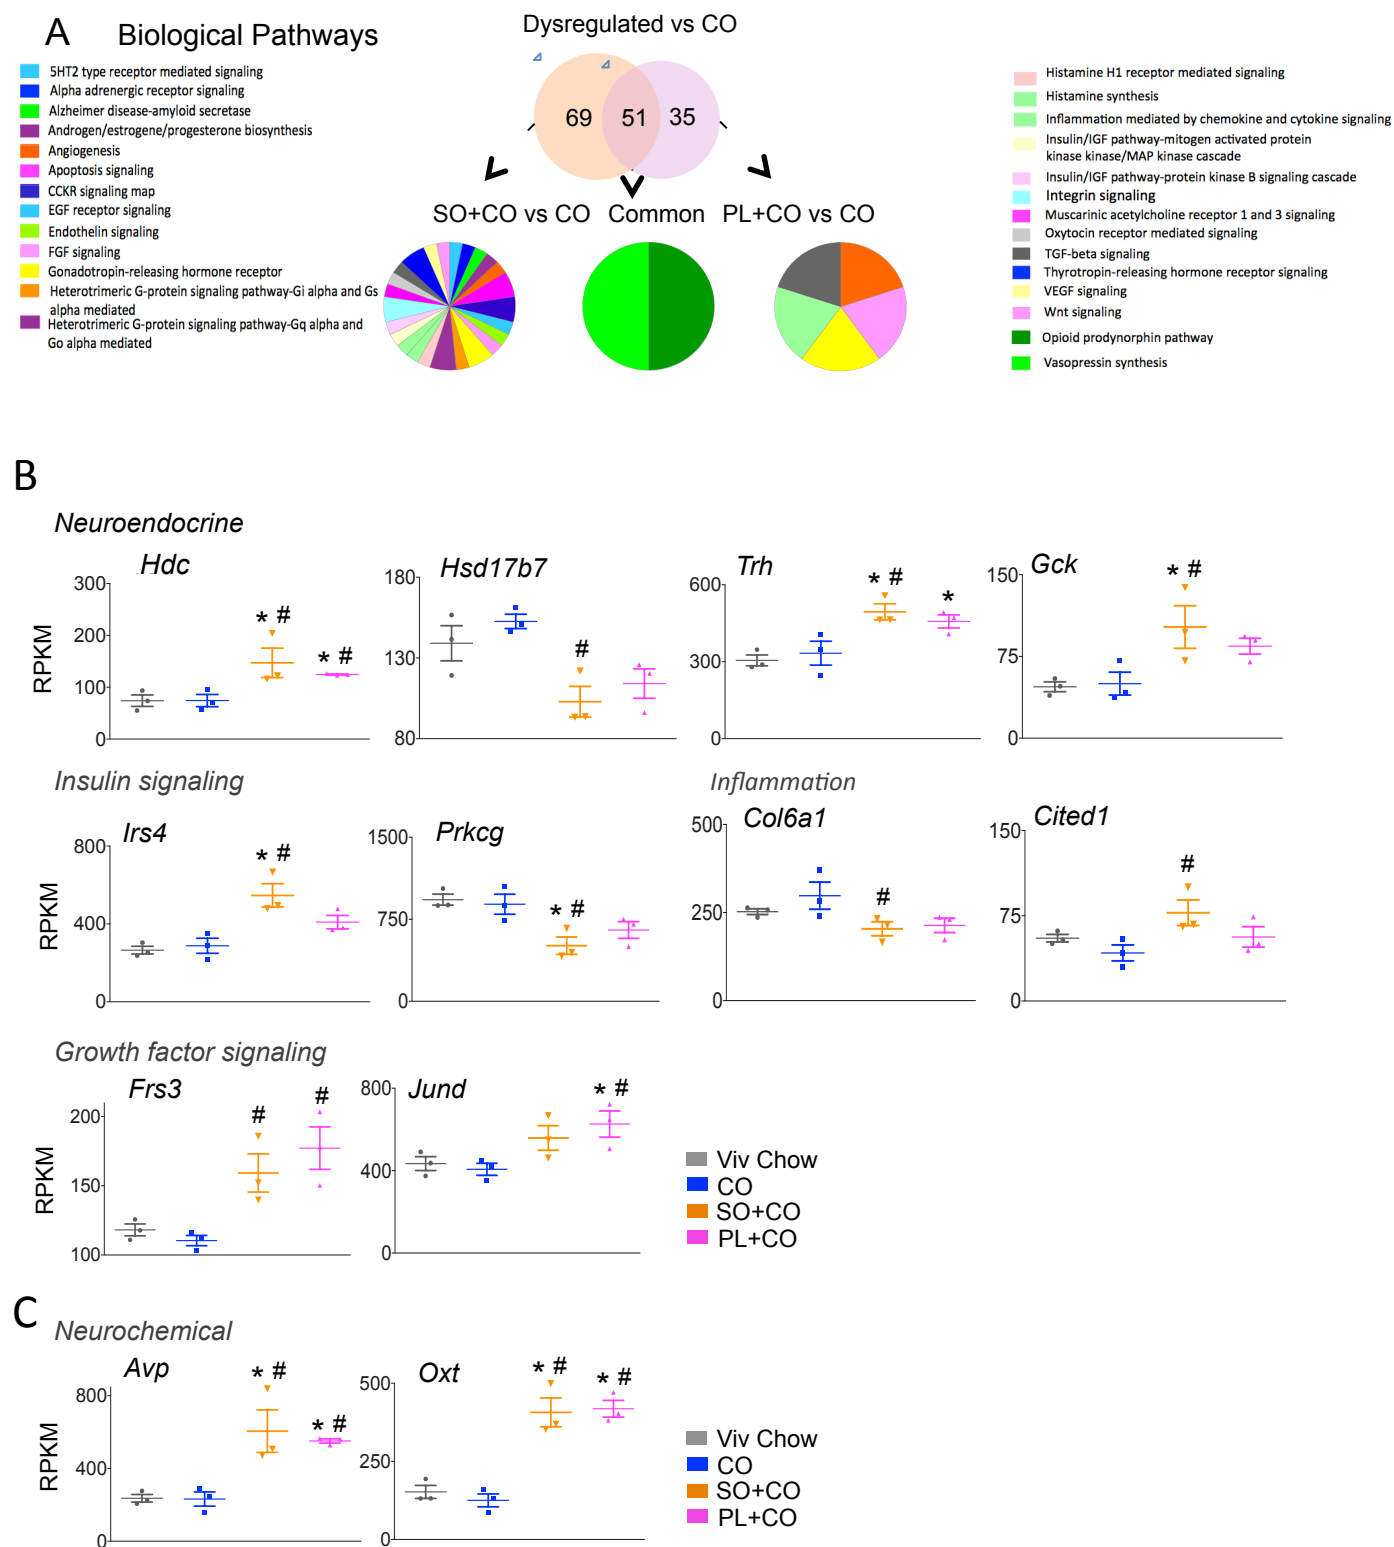 A Biological Pathways
Dysregulated vs CO
69 51 35
SO+CO vs CO Common PL+CO vs CO
5HT2 type receptor mediated signaling
Alpha adrenergic receptor signaling
Alzheimer disease-amyloid secretase
Androgen/estrogene/progesterone biosynthesis
Angiogenesis
Apoptosis signaling
CCKR signaling map
EGF receptor signaling
Endothelin signaling
FGF signaling
Gonadotropin-releasing hormone receptor
Heterotrimeric G-protein signaling pathway-Gi alpha and Gs
alpha mediated
Heterotrimeric G-protein signaling pathway-Gq alpha and
Go alpha mediated
Histamine H1 receptor mediated signaling
Histamine synthesis
Inflammation mediated by chemokine and cytokine signaling
Insulin/IGF pathway-mitogen activated protein
kinase kinase/MAP kinase cascade
Insulin/IGF pathway-protein kinase B signaling cascade
Integrin signaling
Muscarinic acetylcholine receptor 1 and 3 signaling
Oxytocin receptor mediated signaling
TGF-beta signaling
Thyrotropin-releasing hormone receptor signaling
VEGF signaling
Wnt signaling
Opioid prodynorphin pathway
Vasopressin synthesis
B
Neuroendocrine
Hdc
RPKM
300
200
100
0
* #
* #
Hsd17b7
180
130
80
#
Trh
600
300
0
* #
*
Gck
150
75
0
* #
Insulin signaling
Irs4
RPKM
800
400
0
* #
Prkcg
1500
750
0
* #
Inflammation
Col6a1
500
250
0
#
Cited1
150
75
0
#
Growth factor signaling
Frs3
RPKM
200
150
100
#
#
Jund
800
400
0
* #
Viv Chow
CO
SO+CO
PL+CO
C
Neurochemical
Avp
RPKM
800
400
0
* #
* #
Oxt
500
250
0
* #
* #
Viv Chow
CO
SO+CO
PL+CO